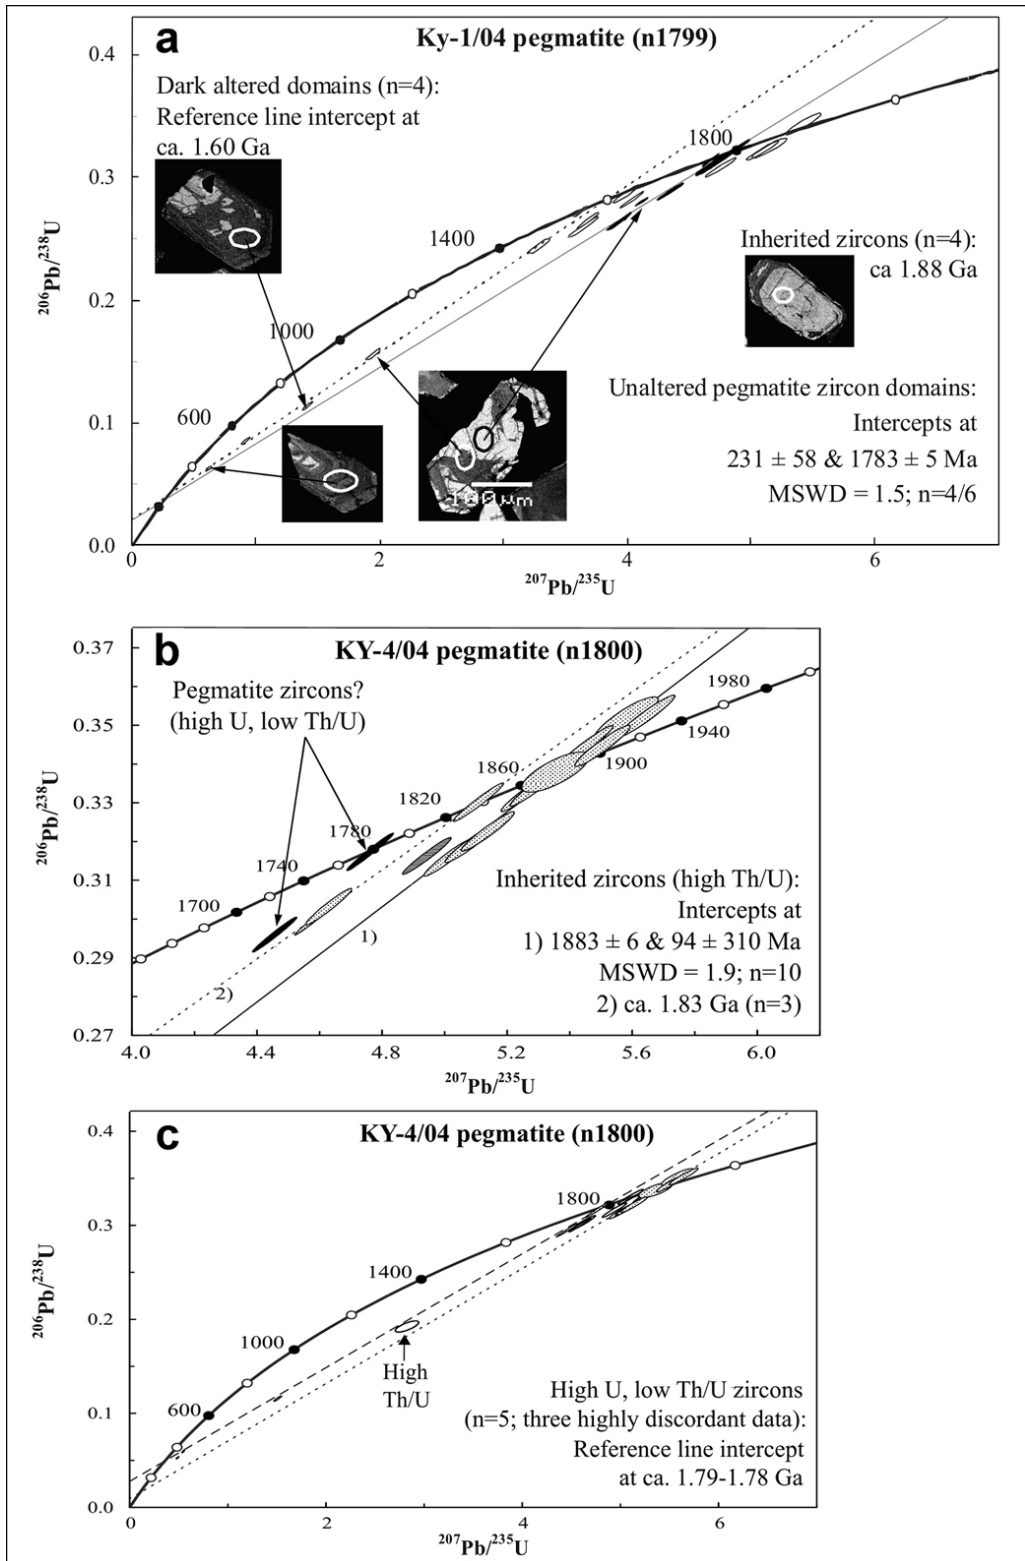 a
Ky-1/04 pegmatite (n1799)
0.4
Dark altered domains (n=4):
Reference line intercept at
ca. 1.60 Ga
1800
0.3
1400
Inherited zircons (n=4):
ca 1.88 Ga
²⁰⁶Pb/²³⁸U
0.2
1000
Unaltered pegmatite zircon domains:
Intercepts at
231 ± 58 & 1783 ± 5 Ma
MSWD = 1.5; n=4/6
600
0.1
100µm
0.0
0
2
4
6
²⁰⁷Pb/²³⁵U
b
KY-4/04 pegmatite (n1800)
0.37
Pegmatite zircons?
(high U, low Th/U)
1980
0.35
1940
1900
1860
²⁰⁶Pb/²³⁸U
0.33
1820
1780
1740
0.31
1700
Inherited zircons (high Th/U):
Intercepts at
1) 1883 ± 6 & 94 ± 310 Ma
MSWD = 1.9; n=10
2) ca. 1.83 Ga (n=3)
1)
0.29
2)
0.27
4.0
4.4
4.8
5.2
5.6
6.0
²⁰⁷Pb/²³⁵U
c
KY-4/04 pegmatite (n1800)
0.4
1800
0.3
1400
²⁰⁶Pb/²³⁸U
0.2
1000
High
Th/U
600
0.1
High U, low Th/U zircons
(n=5; three highly discordant data):
Reference line intercept
at ca. 1.79-1.78 Ga
0.0
0
2
4
6
²⁰⁷Pb/²³⁵U